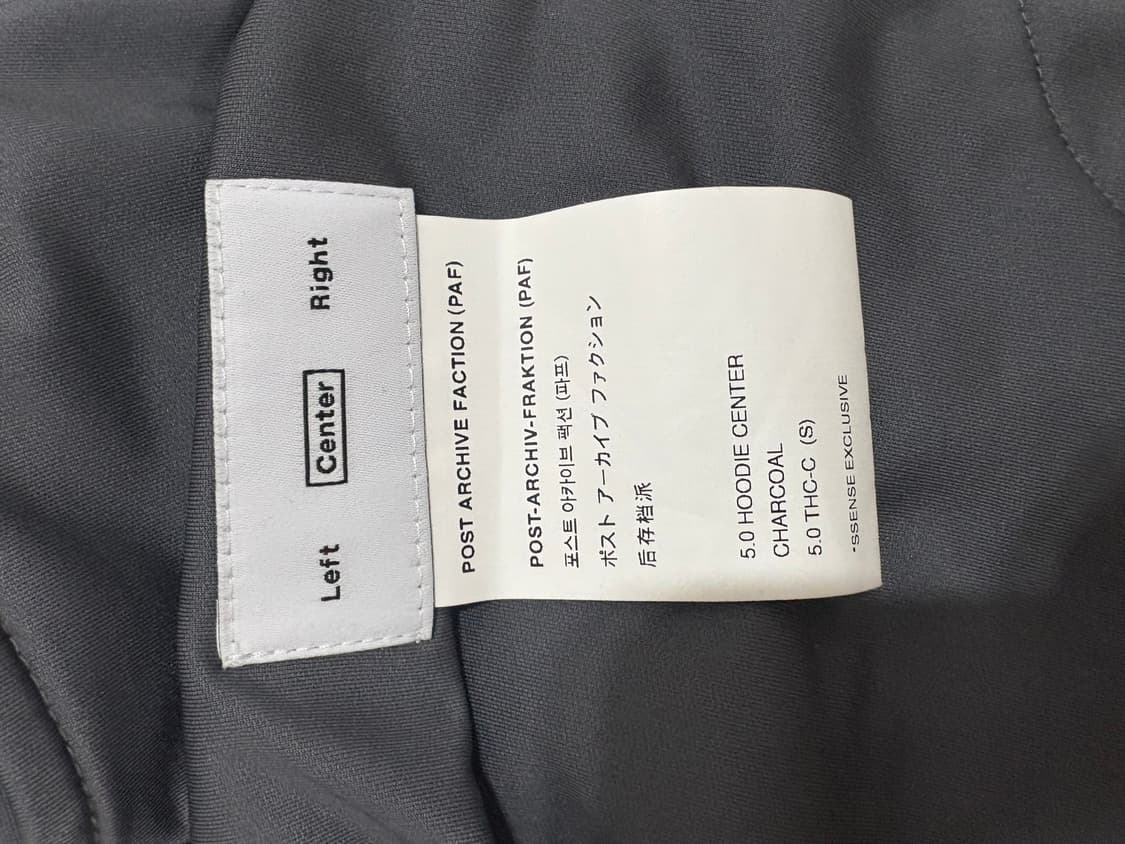 Left Center Right
POST ARCHIVE FACTION (PAF)
POST-ARCHIV-FRAKTION (PAF)
포스트 아카이브 팩션 (파프)
ポスト アーカイブ ファクション
后存档派
5.0 HOODIE CENTER
CHARCOAL
5.0 THC-C (S)
*SSENSE EXCLUSIVE